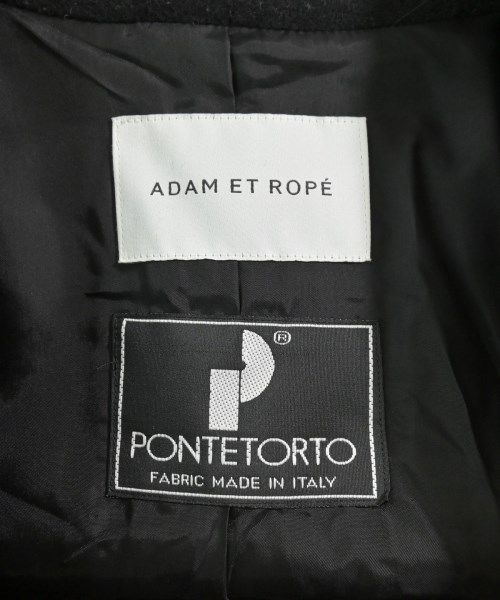 ADAM ET ROPÉ
®
PONTETORTO
FABRIC MADE IN ITALY